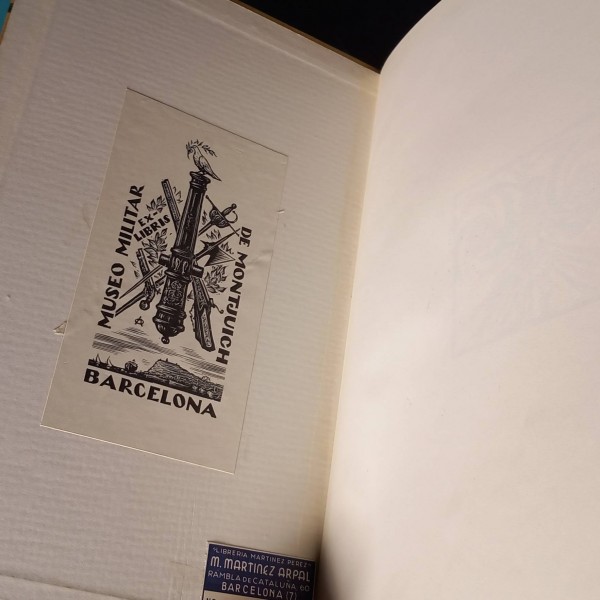 EX-
LIBRIS
MUSEO MILITAR
DE MONTJUICH
BARCELONA
"LIBRERIA MARTINEZ PEREZ"
M. MARTINEZ ARPAL
RAMBLA DE CATALUÑA, 60
BARCELONA (7)